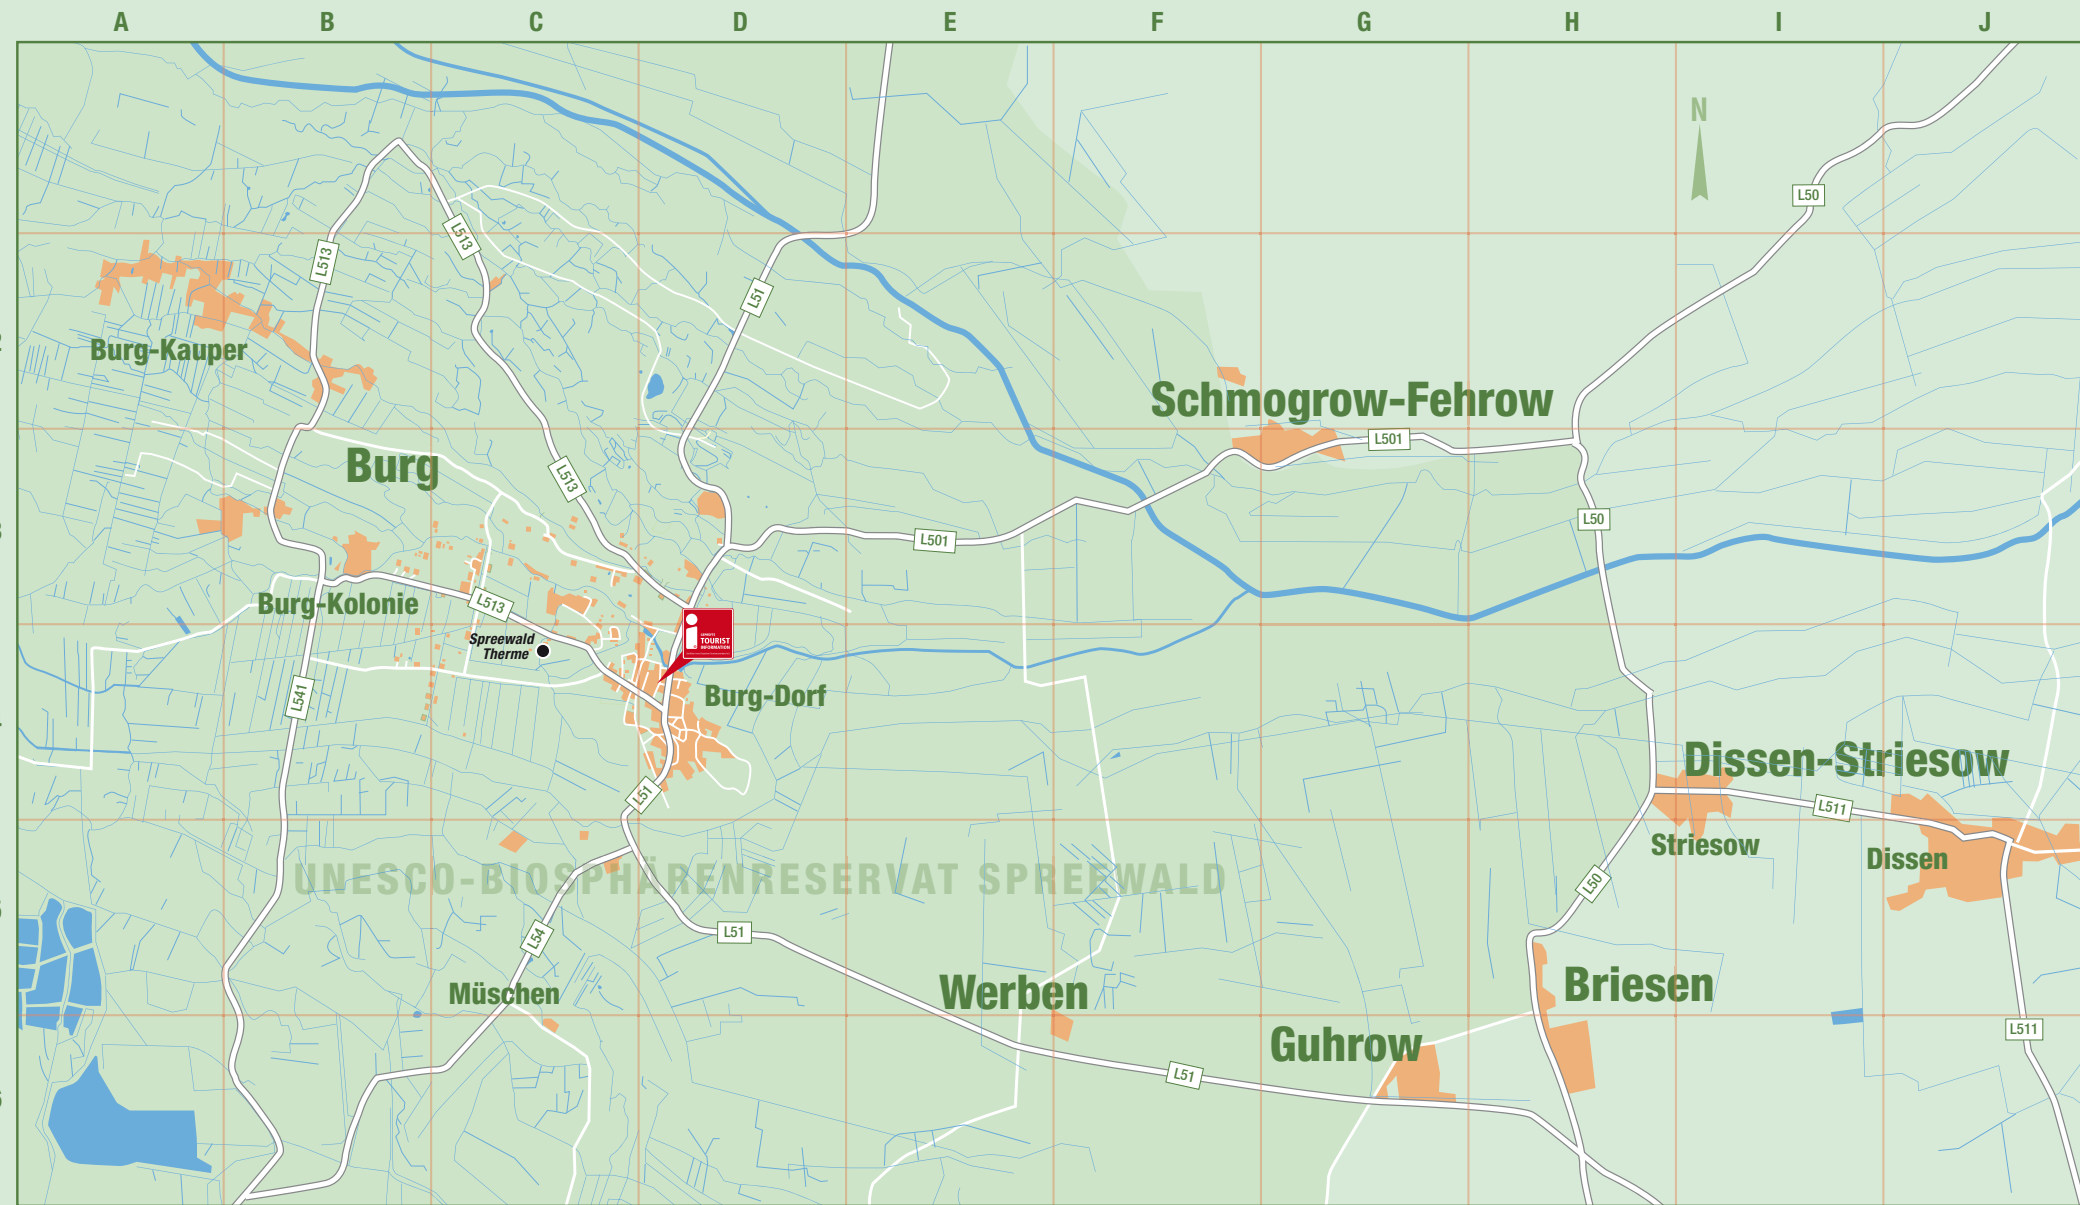 A B C D E F G H I J
N
L50
L513
L513
L51
Burg-Kauper
Schmogrow-Fehrow
L501
Burg
L513
L50
L501
Burg-Kolonie
L513
Spreewald
Therme
TOURIST
INFORMATION
L541
Burg-Dorf
Dissen-Striesow
L51
L511
Striesow
Dissen
UNESCO-BIOSPHÄRENRESERVAT SPREEWALD
L50
L54
L51
Müschen
Werben
Briesen
L511
Guhrow
L51